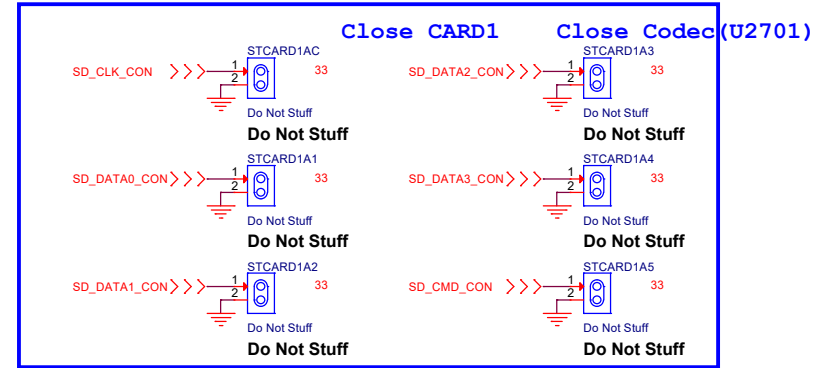 Close CARD1 Close Codec(U2701)
STCARD1AC
SD_CLK_CON
1
2
33
Do Not Stuff
Do Not Stuff
STCARD1A3
SD_DATA2_CON
1
2
33
Do Not Stuff
Do Not Stuff
STCARD1A1
SD_DATA0_CON
1
2
33
Do Not Stuff
Do Not Stuff
STCARD1A4
SD_DATA3_CON
1
2
33
Do Not Stuff
Do Not Stuff
STCARD1A2
SD_DATA1_CON
1
2
33
Do Not Stuff
Do Not Stuff
STCARD1A5
SD_CMD_CON
1
2
33
Do Not Stuff
Do Not Stuff